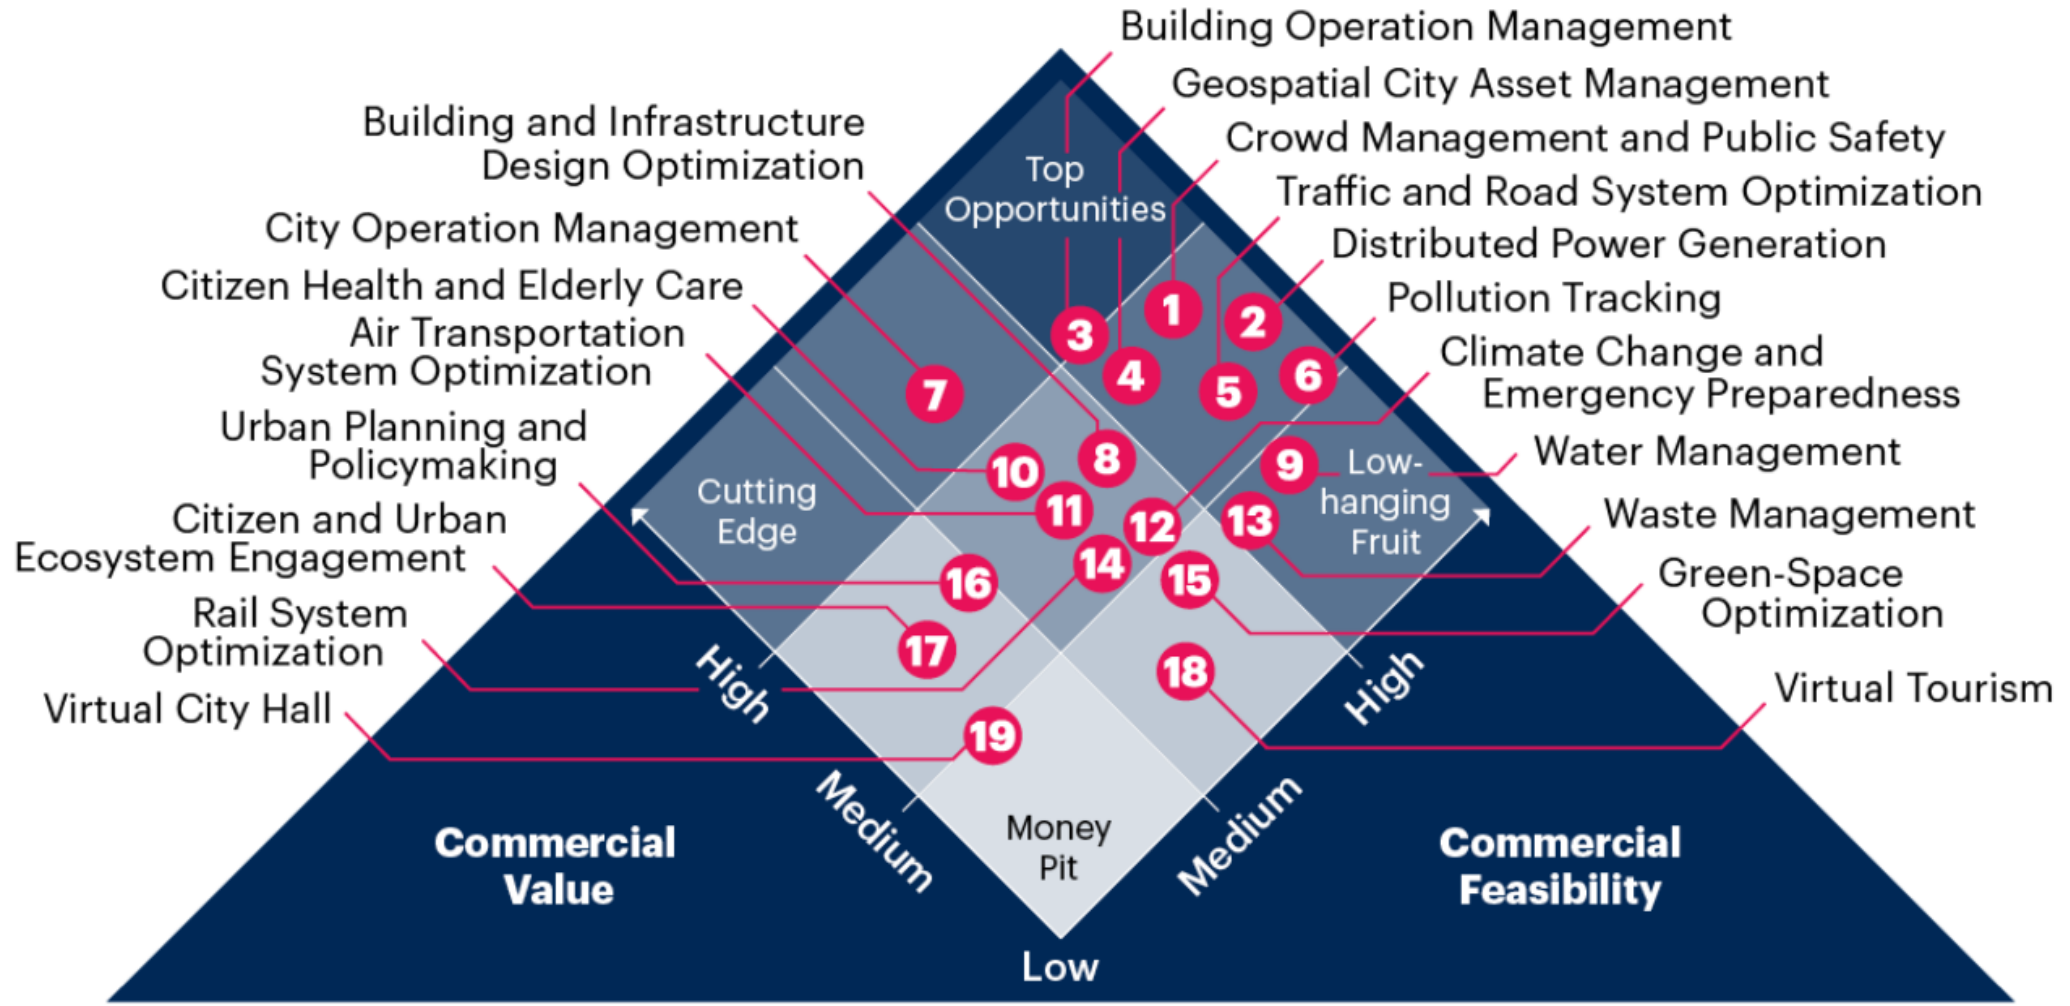 Building Operation Management
Geospatial City Asset Management
Crowd Management and Public Safety
Traffic and Road System Optimization
Distributed Power Generation
Pollution Tracking
Climate Change and
Emergency Preparedness
Water Management
Waste Management
Green-Space
Optimization
Virtual Tourism
Building and Infrastructure
Design Optimization
City Operation Management
Citizen Health and Elderly Care
Air Transportation
System Optimization
Urban Planning and
Policymaking
Citizen and Urban
Ecosystem Engagement
Rail System
Optimization
Virtual City Hall
Top
Opportunities
1
2
3
4
5
6
7
8
9
10
11
12
13
14
15
16
17
18
19
Cutting
Edge
Low-
hanging
Fruit
Money
Pit
High
Medium
High
Medium
Low
Commercial
Value
Commercial
Feasibility